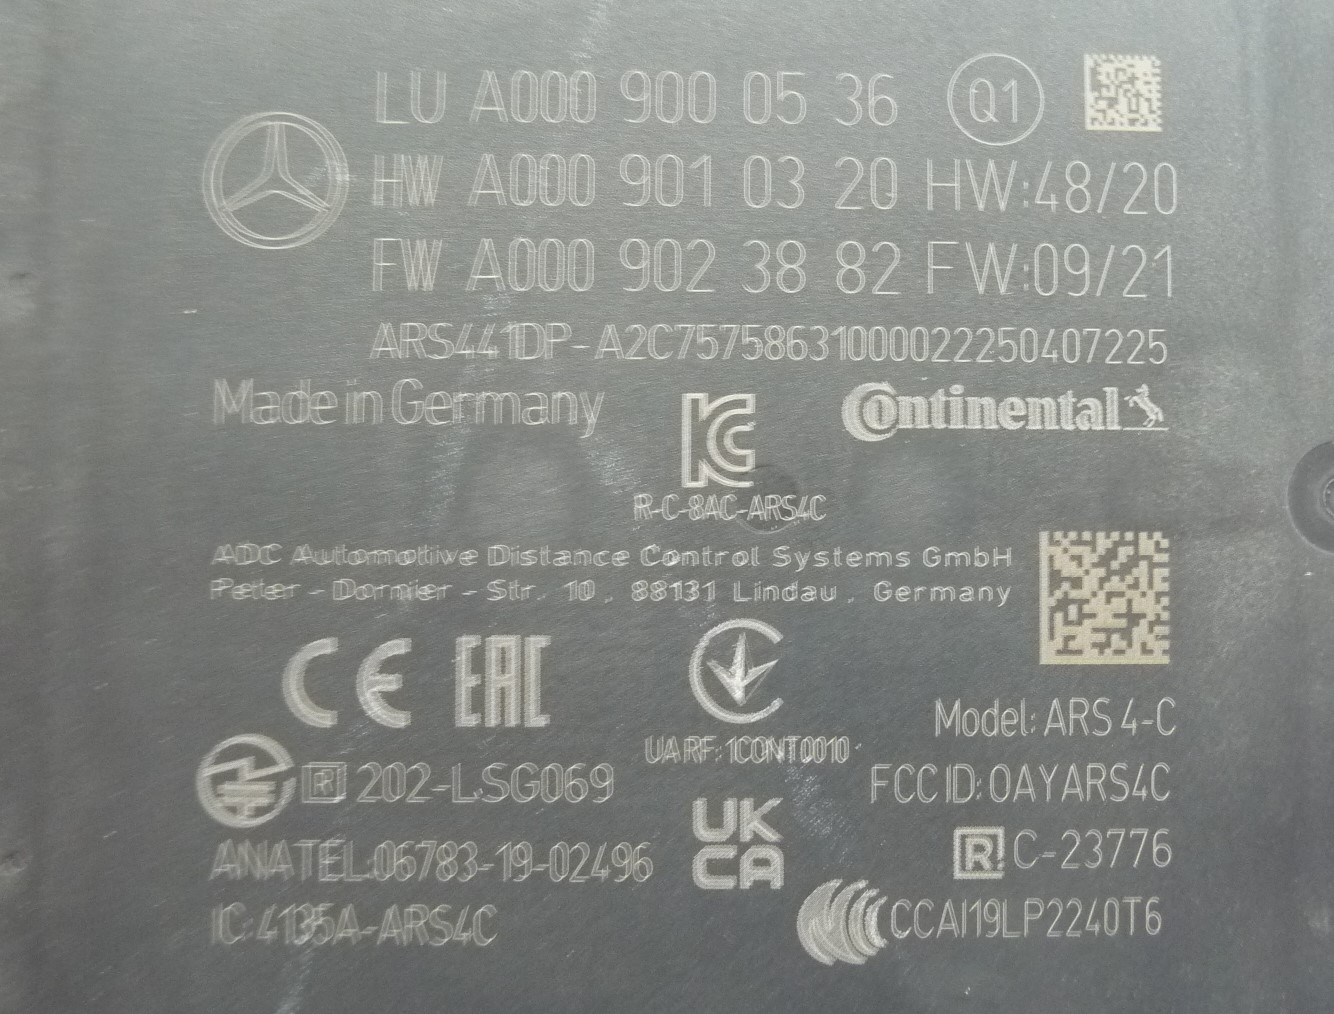 LU A000 900 05 36 Q1
HW A000 901 03 20 HW:48/20
FW A000 902 38 82 FW:09/21
ARS441DP-A2C75758631000022250407225
Made in Germany
Continental
KC
R-C-8AC-ARS4C
ADC Automotive Distance Control Systems GmbH
Peter - Dornier - Str. 10 , 88131 Lindau , Germany
CE EAC
UA RF: 1CONT0010
Model: ARS 4-C
R 202-LSG069
FCC ID: OAYARS4C
UK
CA
R C-23776
ANATEL:06783-19-02496
IC: 4135A-ARS4C
CCAI19LP2240T6